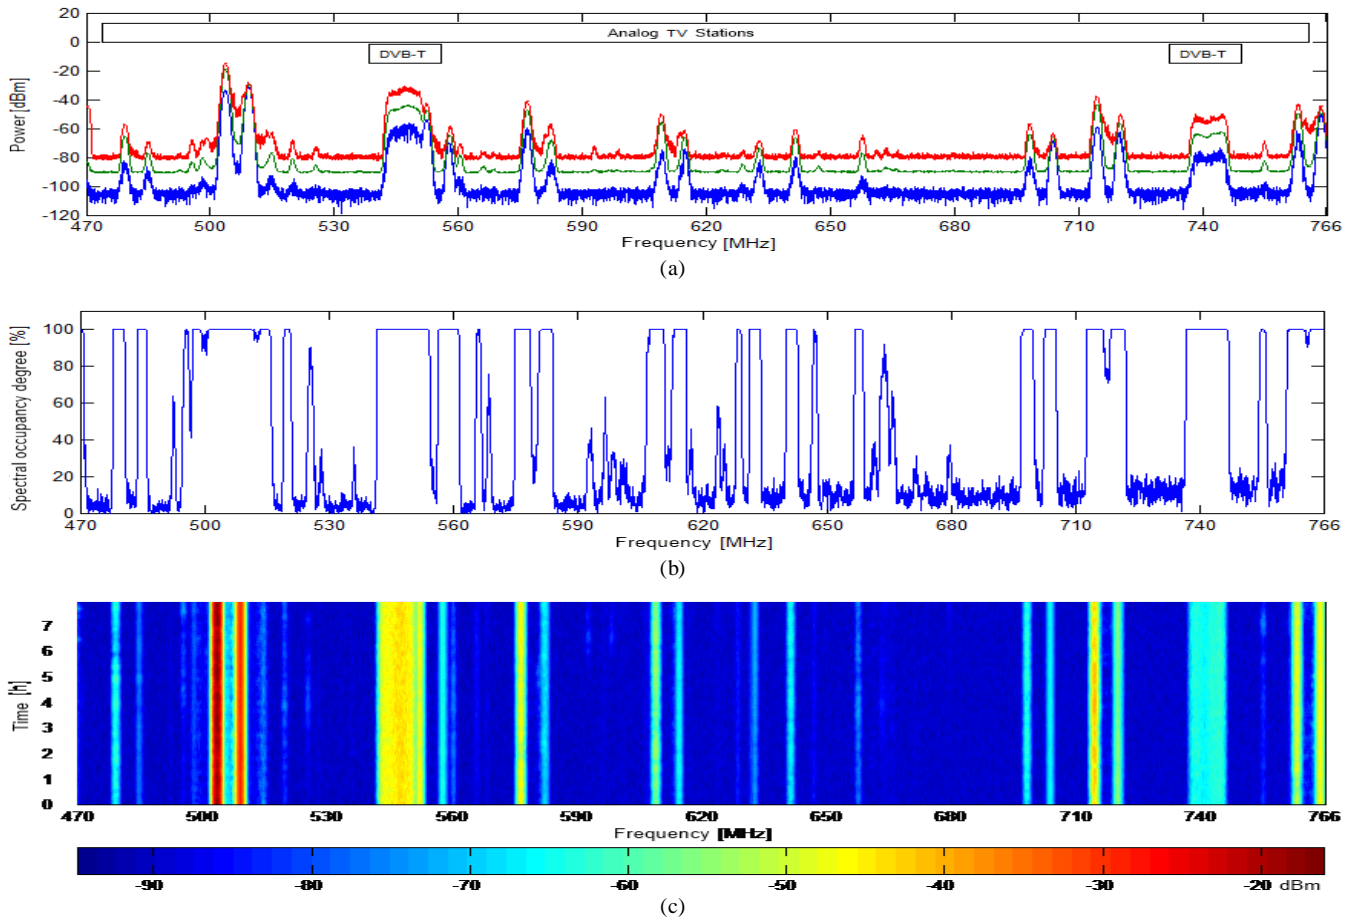 20
0
-20
-40
-60
-80
-100
-120
Power [dBm]
Analog TV Stations
DVB-T
DVB-T
470 500 530 560 590 620 650 680 710 740 766
Frequency [MHz]
(a)
100
80
60
40
20
0
Spectral occupancy degree [%]
470 500 530 560 590 620 650 680 710 740 766
Frequency [MHz]
(b)
7
6
5
4
3
2
1
0
Time [h]
470 500 530 560 590 620 650 680 710 740 766
Frequency [MHz]
-90 -80 -70 -60 -50 -40 -30 -20 dBm
(c)